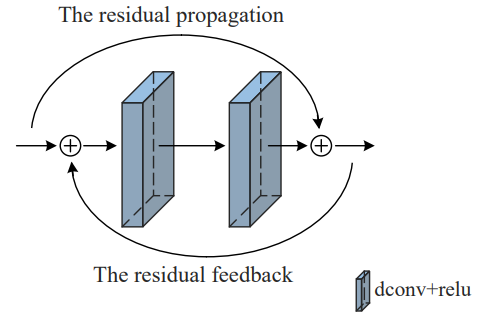 The residual propagation
The residual feedback
dconv+relu